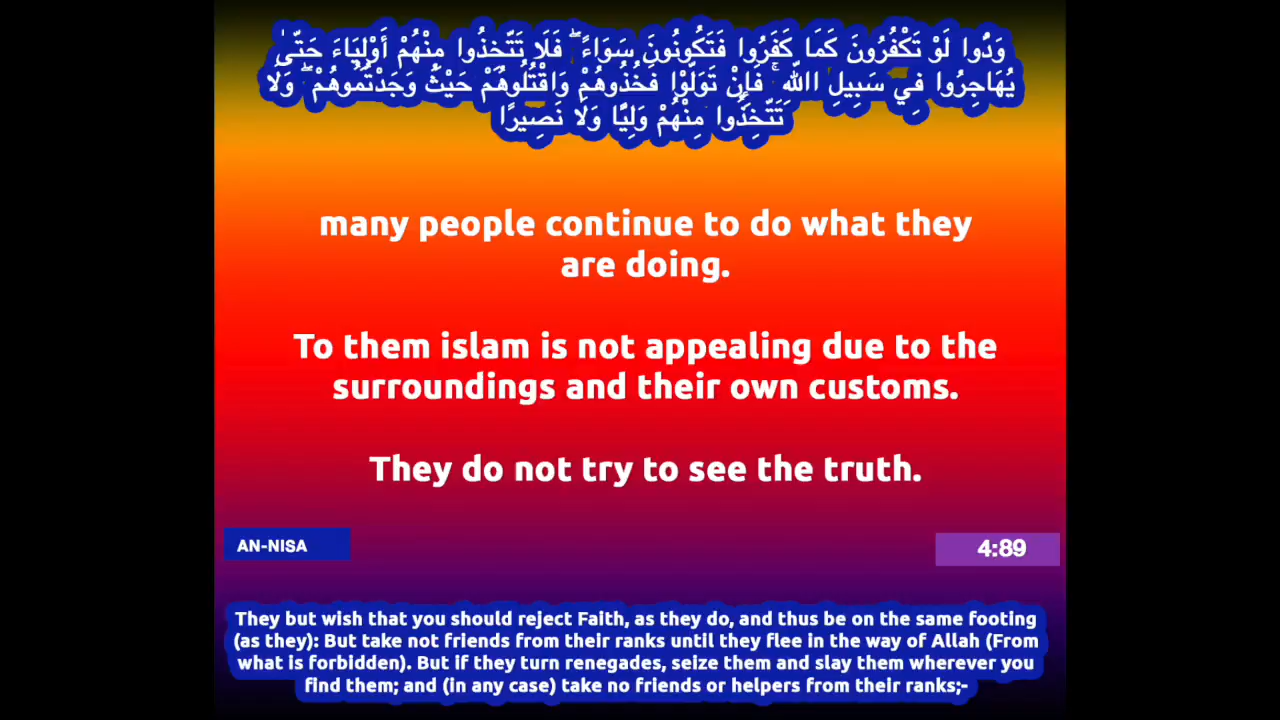 وَدُّوا لَوْ تَكْفُرُونَ كَمَا كَفَرُوا فَتَكُونُونَ سَوَاءً ۖ فَلَا تَتَّخِذُوا مِنْهُمْ أَوْلِيَاءَ حَتَّىٰ
يُهَاجِرُوا فِي سَبِيلِ اللَّهِ ۚ فَإِنْ تَوَلَّوْا فَخُذُوهُمْ وَاقْتُلُوهُمْ حَيْثُ وَجَدْتُمُوهُمْ ۖ وَلَا
تَتَّخِذُوا مِنْهُمْ وَلِيًّا وَلَا نَصِيرًا
many people continue to do what they
are doing.
To them islam is not appealing due to the
surroundings and their own customs.
They do not try to see the truth.
AN-NISA
4:89
They but wish that you should reject Faith, as they do, and thus be on the same footing
(as they): But take not friends from their ranks until they flee in the way of Allah (From
what is forbidden). But if they turn renegades, seize them and slay them wherever you
find them; and (in any case) take no friends or helpers from their ranks;-